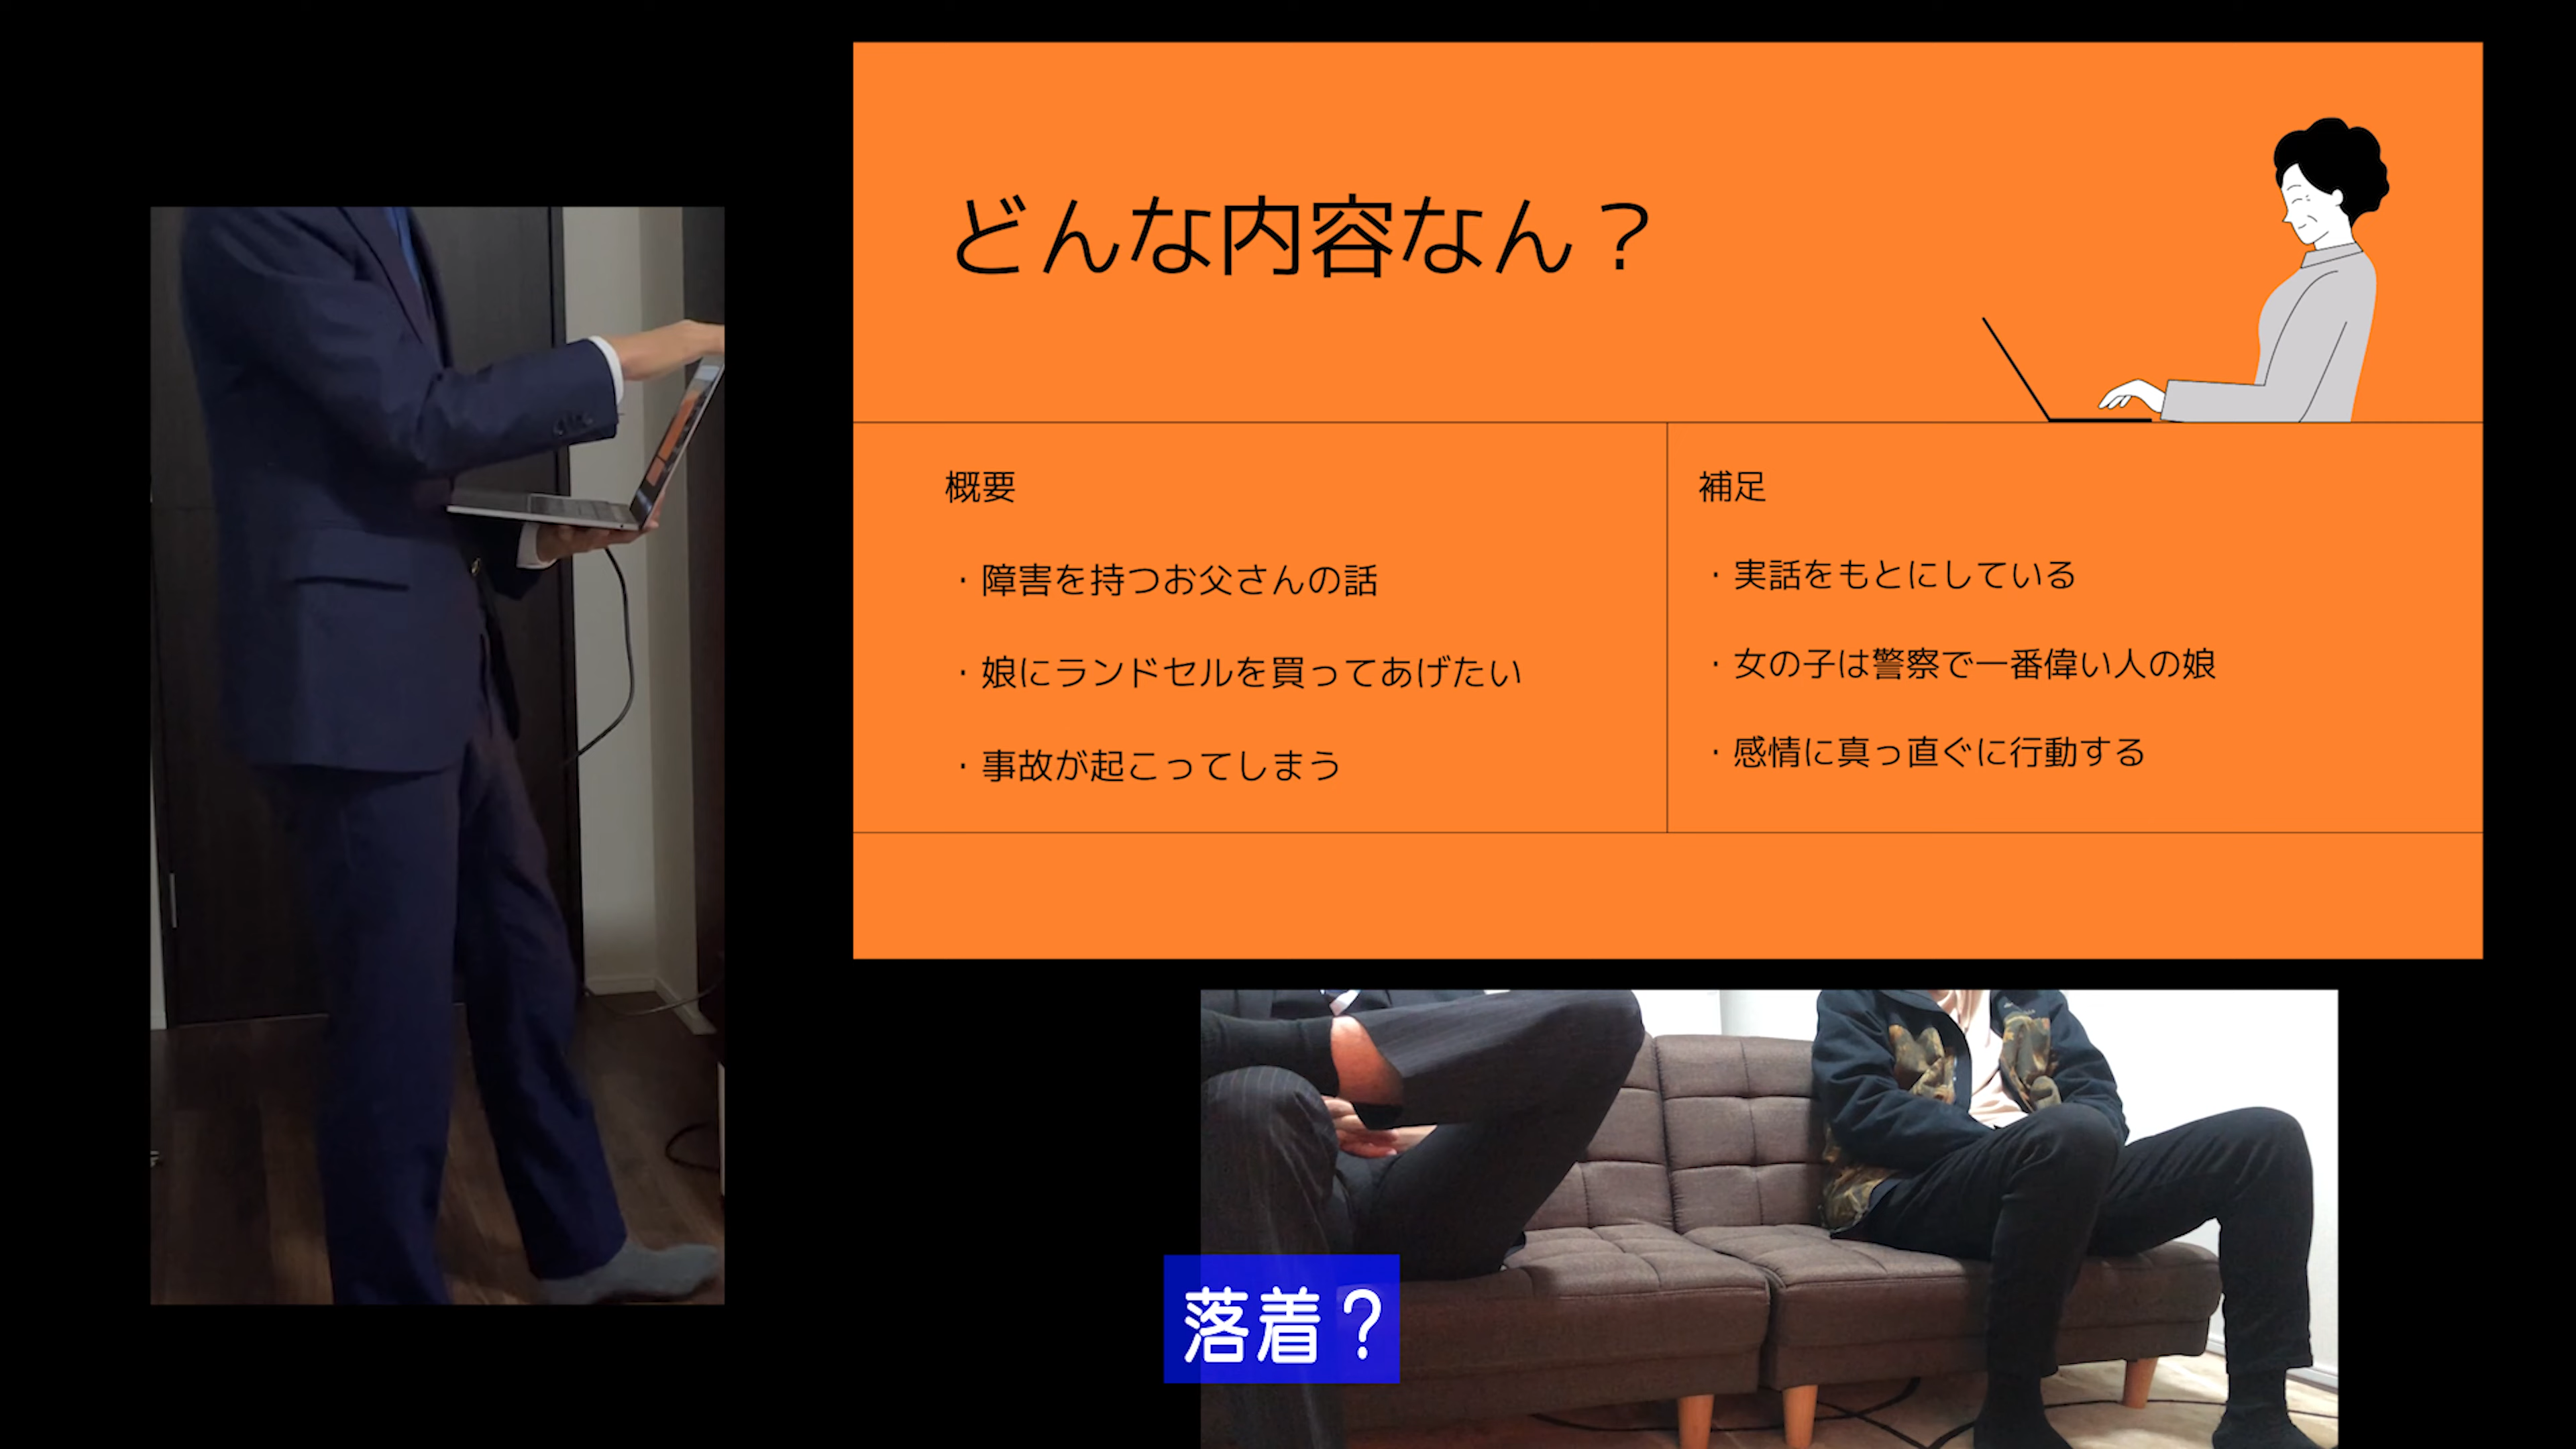 どんな内容なん？
概要
・障害を持つお父さんの話
・娘にランドセルを買ってあげたい
・事故が起こってしまう
補足
・実話をもとにしている
・女の子は警察で一番偉い人の娘
・感情に真っ直ぐに行動する
落着？